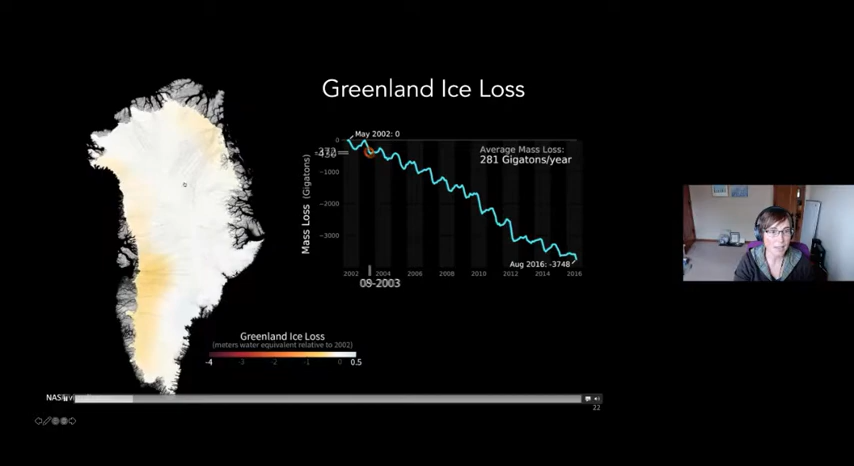 Greenland Ice Loss
May 2002: 0
0
Average Mass Loss:
281 Gigatons/year
−1000
−2000
−3000
Mass Loss (Gigatons)
Aug 2016: -3748
2002 2004 2006 2008 2010 2012 2014 2016
09-2003
Greenland Ice Loss
(meters water equivalent relative to 2002)
-4 -3 -2 -1 0 0.5
22